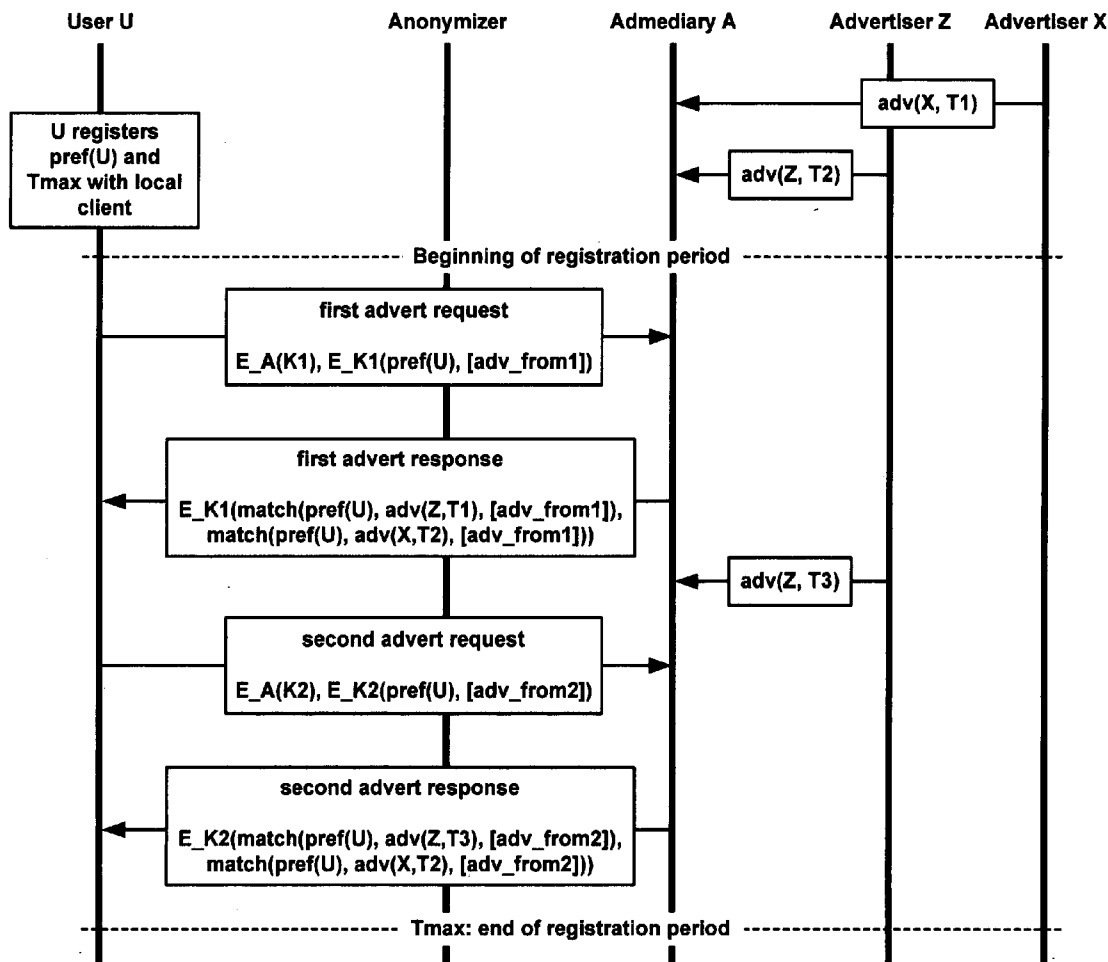 User U
Anonymizer
Admediary A
Advertiser Z
Advertiser X
adv(X, T1)
U registers
pref(U) and
Tmax with local
client
adv(Z, T2)
Beginning of registration period
first advert request
E_A(K1), E_K1(pref(U), [adv_from1])
first advert response
E_K1(match(pref(U), adv(Z,T1), [adv_from1]),
match(pref(U), adv(X,T2), [adv_from1]))
adv(Z, T3)
second advert request
E_A(K2), E_K2(pref(U), [adv_from2])
second advert response
E_K2(match(pref(U), adv(Z,T3), [adv_from2]),
match(pref(U), adv(X,T2), [adv_from2]))
Tmax: end of registration period